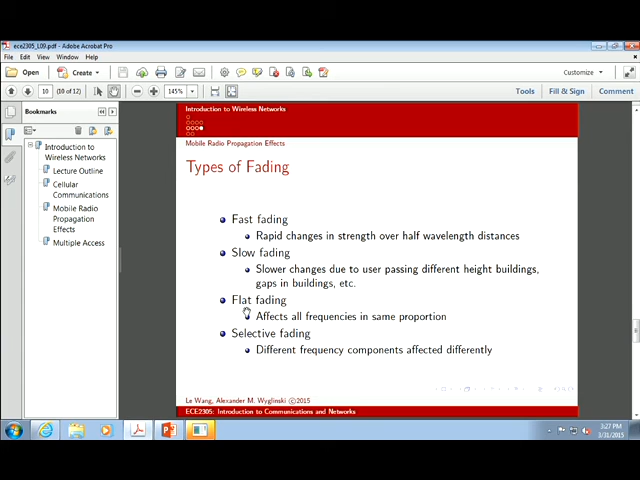 ece2305_L09.pdf - Adobe Acrobat Pro
File Edit View Window Help
Open Create Customize
10 (10 of 12) 145% Tools Fill & Sign Comment
Bookmarks
Introduction to
Wireless Networks
Lecture Outline
Cellular
Communications
Mobile Radio
Propagation
Effects
Multiple Access
Introduction to Wireless Networks
Mobile Radio Propagation Effects
Types of Fading
Fast fading
Rapid changes in strength over half wavelength distances
Slow fading
Slower changes due to user passing different height buildings,
gaps in buildings, etc.
Flat fading
Affects all frequencies in same proportion
Selective fading
Different frequency components affected differently
Le Wang, Alexander M. Wyglinski ©2015
ECE2305: Introduction to Communications and Networks
3:27 PM
3/31/2015